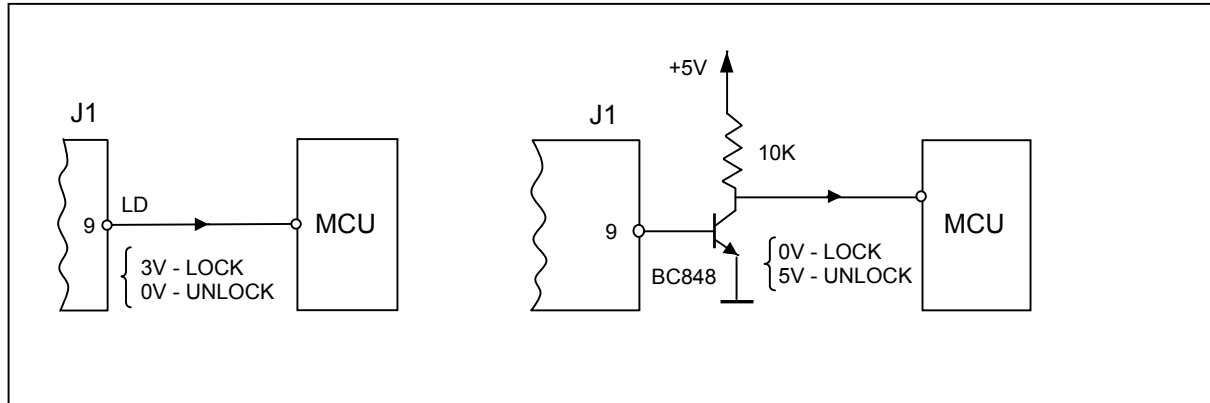 J1
9
LD
3V - LOCK
0V - UNLOCK
MCU
+5V
J1
10K
9
BC848
0V - LOCK
5V - UNLOCK
MCU